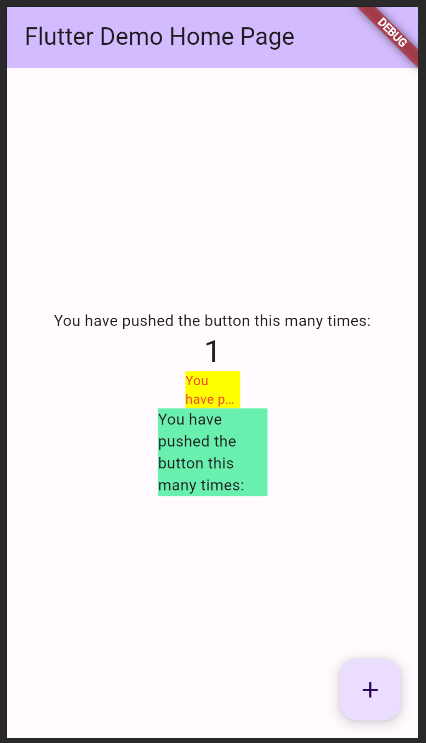 Flutter Demo Home Page
DEBUG
You have pushed the button this many times:
1
You
have p...
You have
pushed the
button this
many times:
+